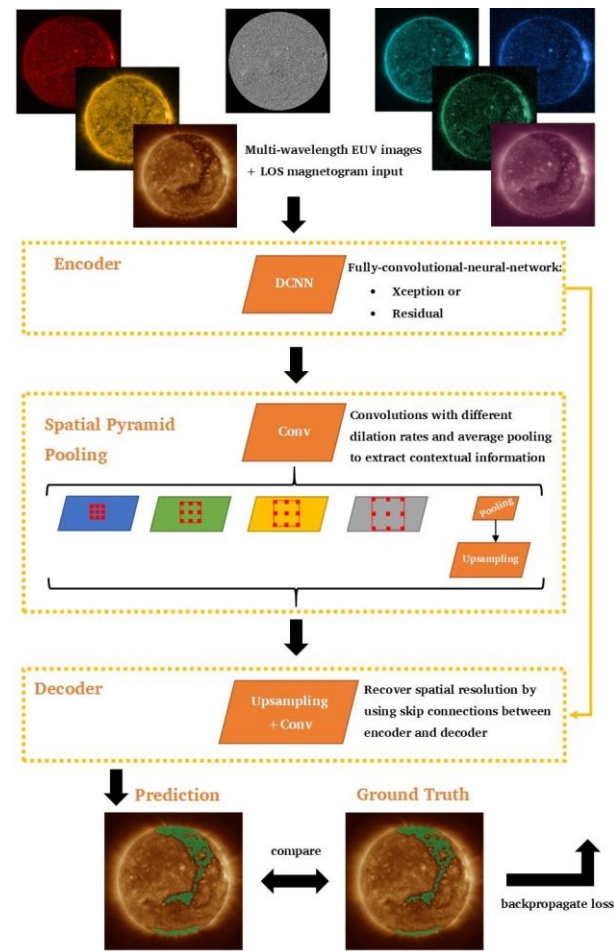 Multi-wavelength EUV images
+ LOS magnetogram input
Encoder
DCNN
Fully-convolutional-neural-network:
• Xception or
• Residual
Spatial Pyramid
Pooling
Conv
Convolutions with different
dilation rates and average pooling
to extract contextual information
Pooling
Upsampling
Decoder
Upsampling
+ Conv
Recover spatial resolution by
using skip connections between
encoder and decoder
Prediction
Ground Truth
compare
backpropagate loss